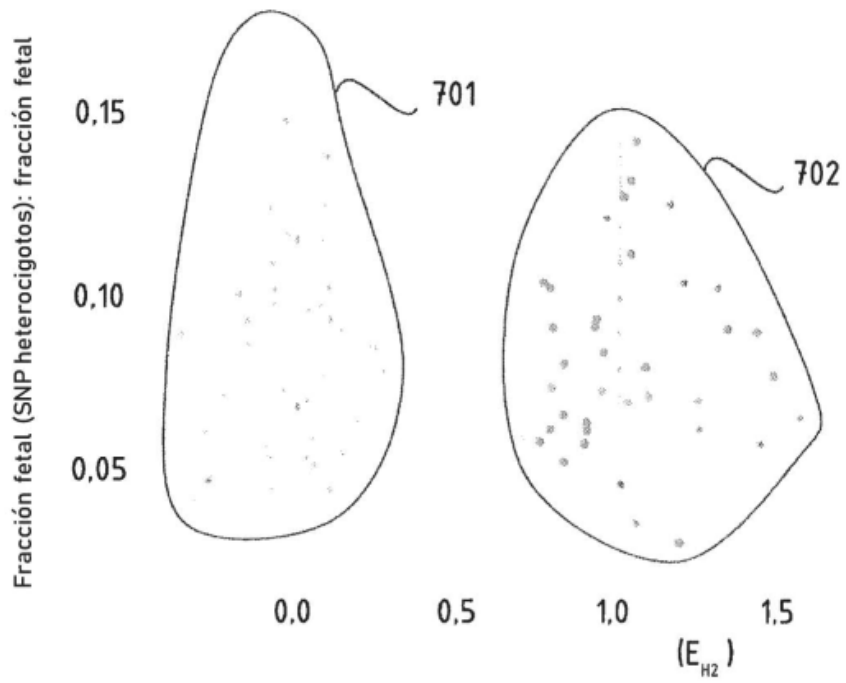 Fracción fetal (SNP heterocigotos): fracción fetal
0,15
0,10
0,05
701
702
0,0 0,5 1,0 1,5
(E_H2)